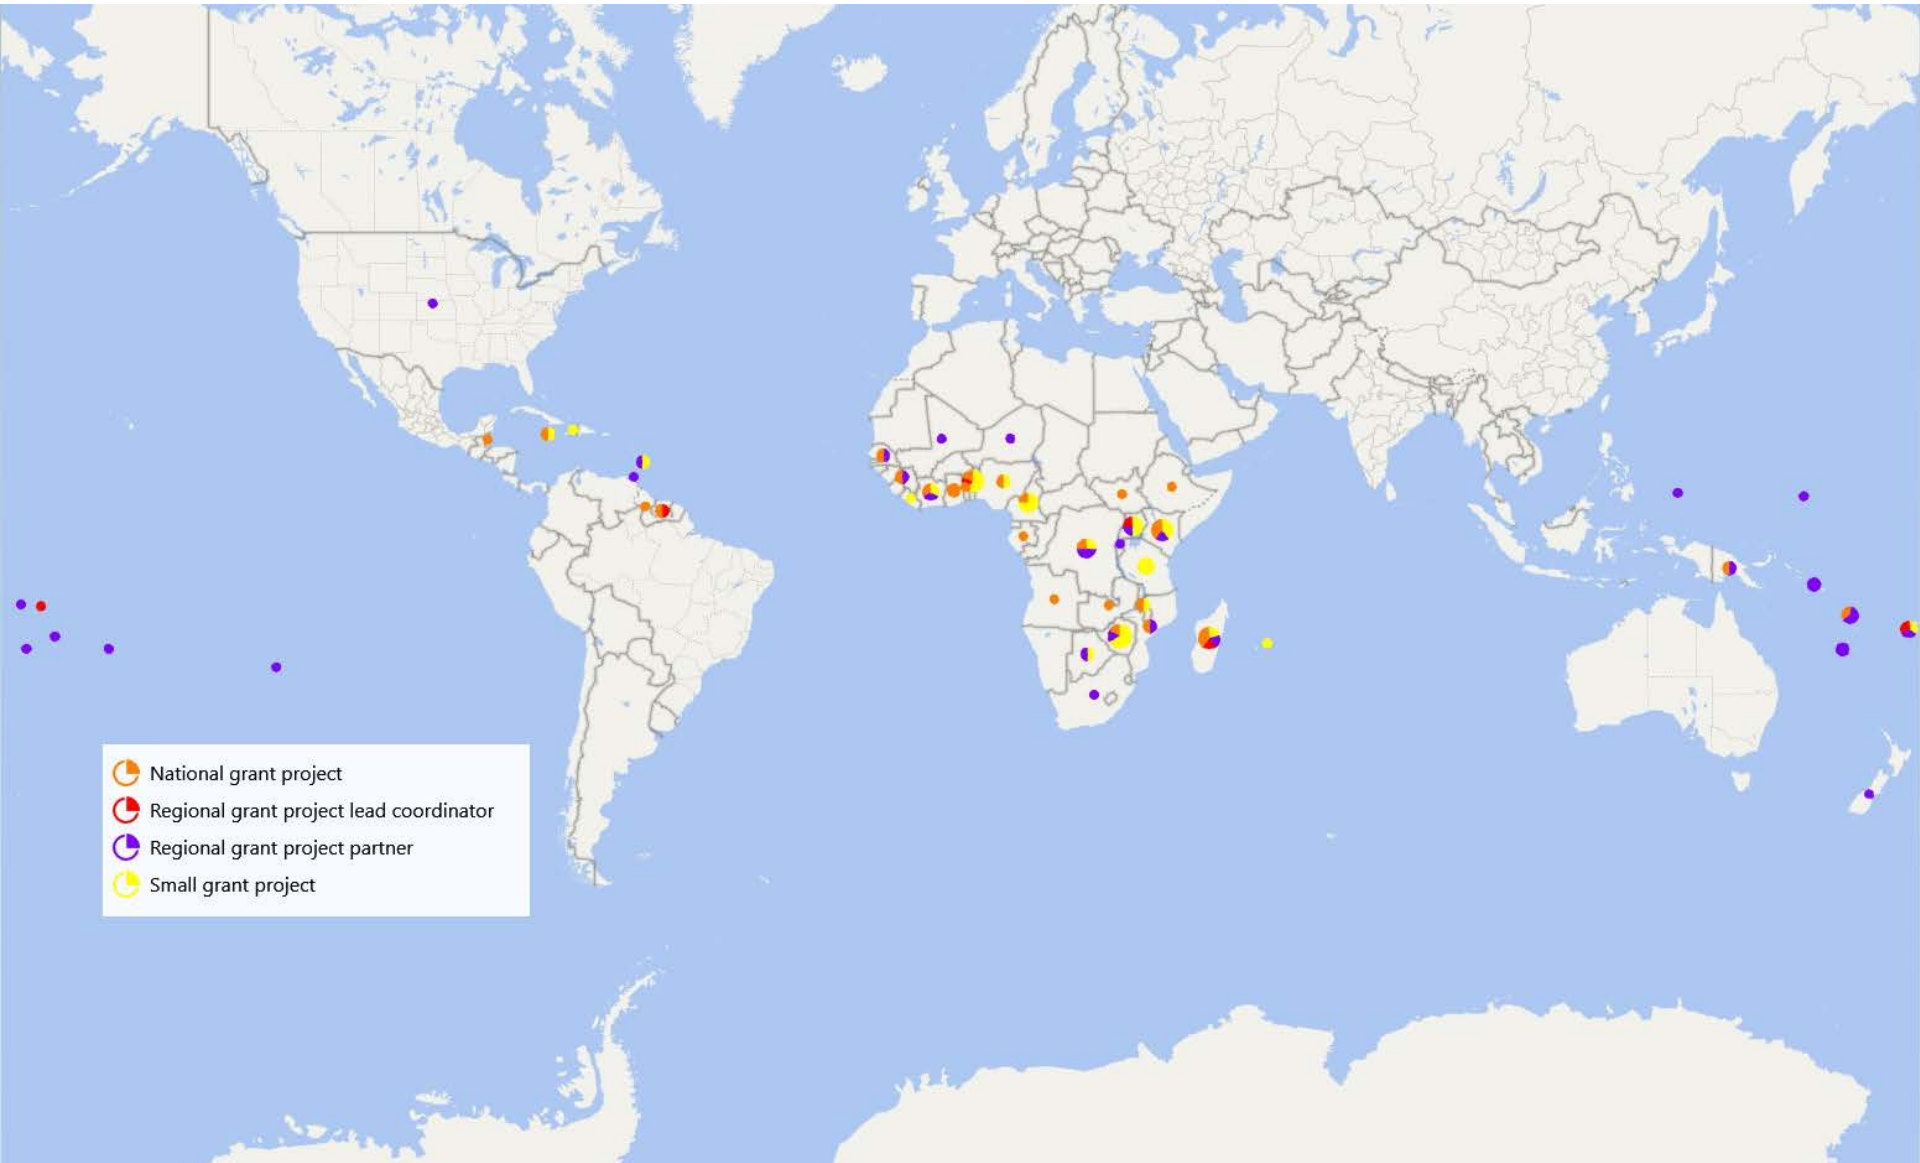 National grant project
Regional grant project lead coordinator
Regional grant project partner
Small grant project